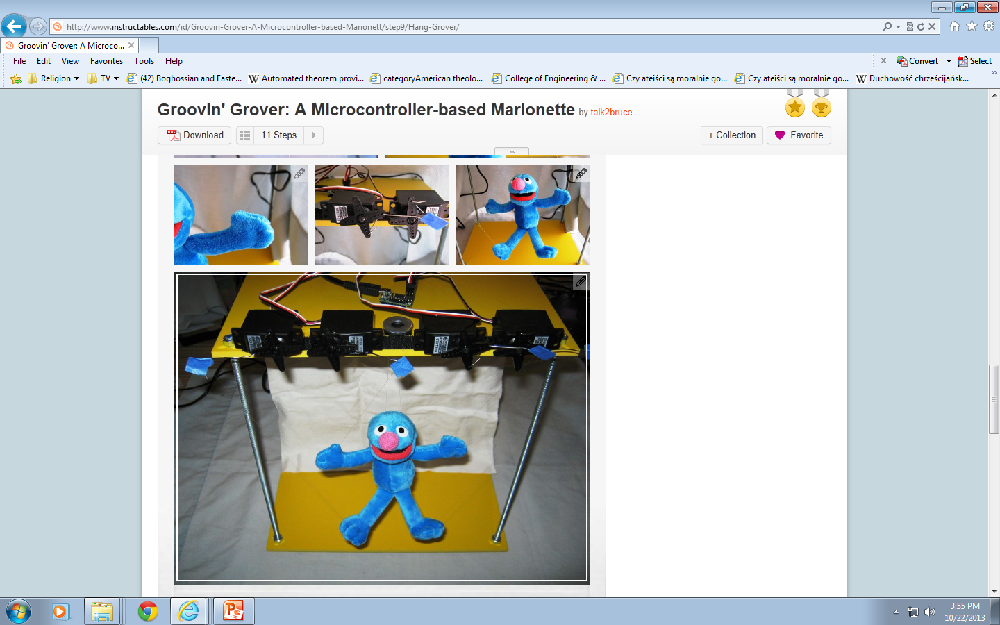 http://www.instructables.com/id/Groovin-Grover-A-Microcontroller-based-Marionett/step9/Hang-Grover/
Groovin' Grover: A Microco...
File Edit View Favorites Tools Help
Convert Select
Religion TV (42) Boghossian and Easte... Automated theorem provi... categoryAmerican theolo... College of Engineering & ... Czy ateiści są moralnie go... Czy ateiści są moralnie go... Duchowość chrześcijańsk...
Groovin' Grover: A Microcontroller-based Marionette by talk2bruce
PDF Download 11 Steps + Collection Favorite
3:55 PM
10/22/2013